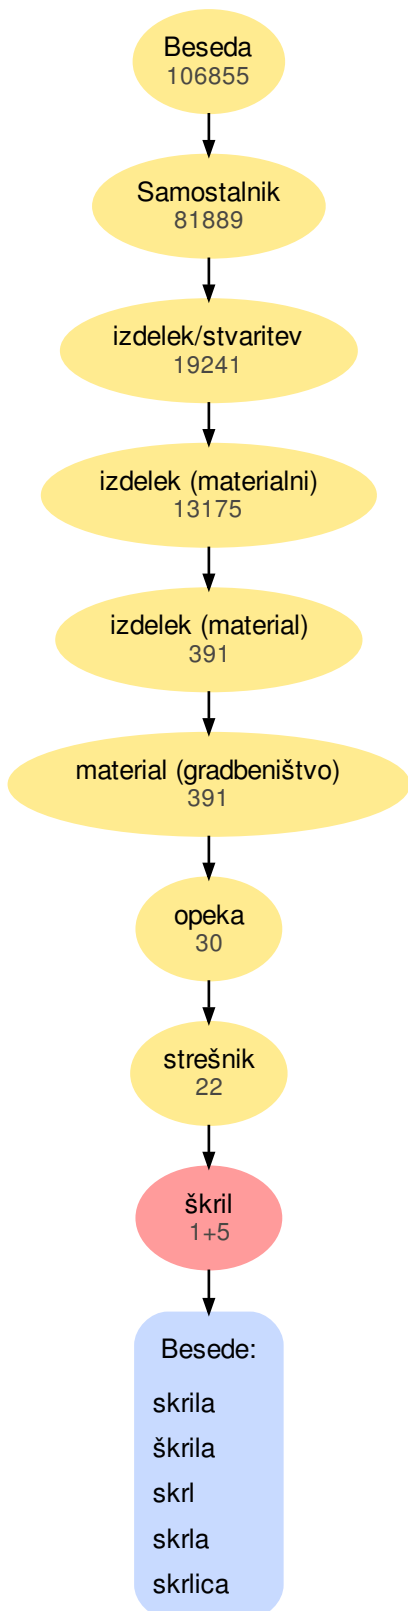 Beseda
106855
Samostalnik
81889
izdelek/stvaritev
19241
izdelek (materialni)
13175
izdelek (material)
391
material (gradbeništvo)
391
opeka
30
strešnik
22
škril
1+5
Besede:
skrila
škrila
skrl
skrla
skrlica